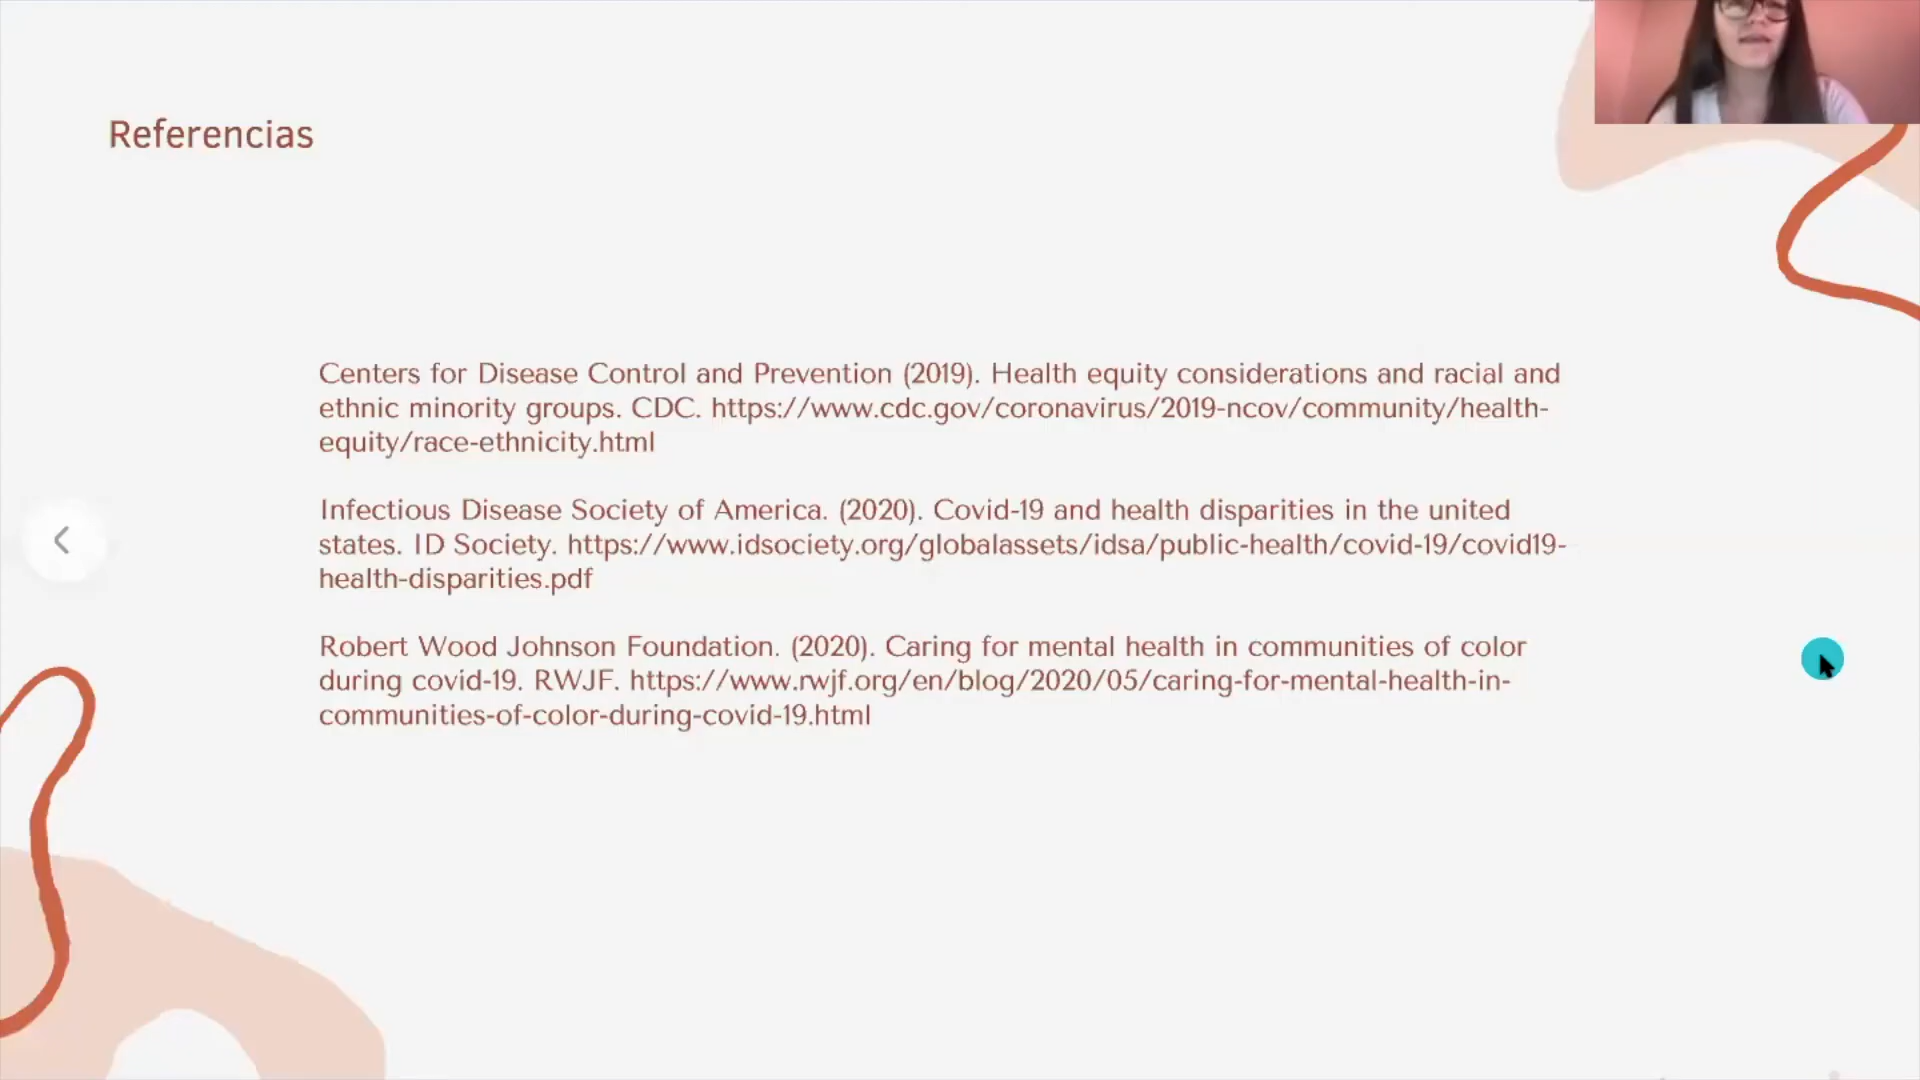 Referencias
Centers for Disease Control and Prevention (2019). Health equity considerations and racial and
ethnic minority groups. CDC. https://www.cdc.gov/coronavirus/2019-ncov/community/health-
equity/race-ethnicity.html
Infectious Disease Society of America. (2020). Covid-19 and health disparities in the united
states. ID Society. https://www.idsociety.org/globalassets/idsa/public-health/covid-19/covid19-
health-disparities.pdf
Robert Wood Johnson Foundation. (2020). Caring for mental health in communities of color
during covid-19. RWJF. https://www.rwjf.org/en/blog/2020/05/caring-for-mental-health-in-
communities-of-color-during-covid-19.html